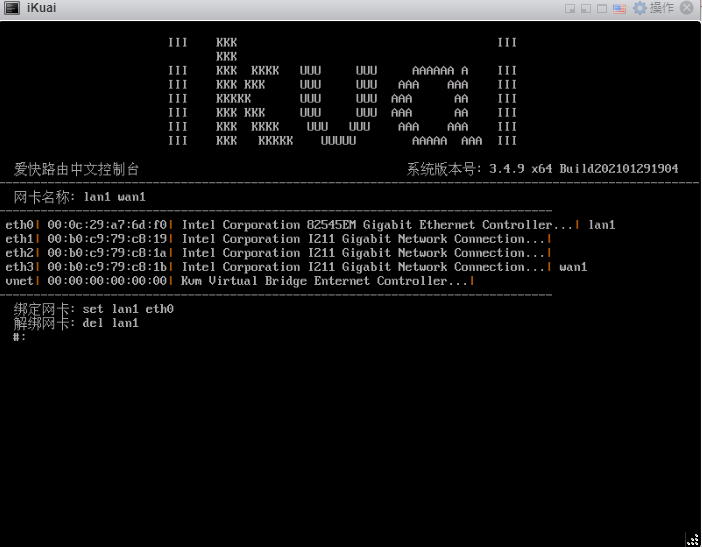 iKuai 操作
III KKK III
KKK
III KKK KKKK UUU UUU AAAAAA A III
III KKK KKK UUU UUU AAA AAA III
III KKKKK UUU UUU AAA AA III
III KKK KKK UUU UUU AAA AA III
III KKK KKKK UUU UUU AAA AAA III
III KKK KKKKK UUUUU AAAAA AAA III
爱快路由中文控制台 系统版本号: 3.4.9 x64 Build202101291904
网卡名称: lan1 wan1
eth0| 00:0c:29:a7:6d:f0| Intel Corporation 82545EM Gigabit Ethernet Controller...| lan1
eth1| 00:b0:c9:79:c8:19| Intel Corporation I211 Gigabit Network Connection...|
eth2| 00:b0:c9:79:c8:1a| Intel Corporation I211 Gigabit Network Connection...|
eth3| 00:b0:c9:79:c8:1b| Intel Corporation I211 Gigabit Network Connection...| wan1
vnet| 00:00:00:00:00:00| Kvm Virtual Bridge Enternet Controller...|
绑定网卡: set lan1 eth0
解绑网卡: del lan1
#: